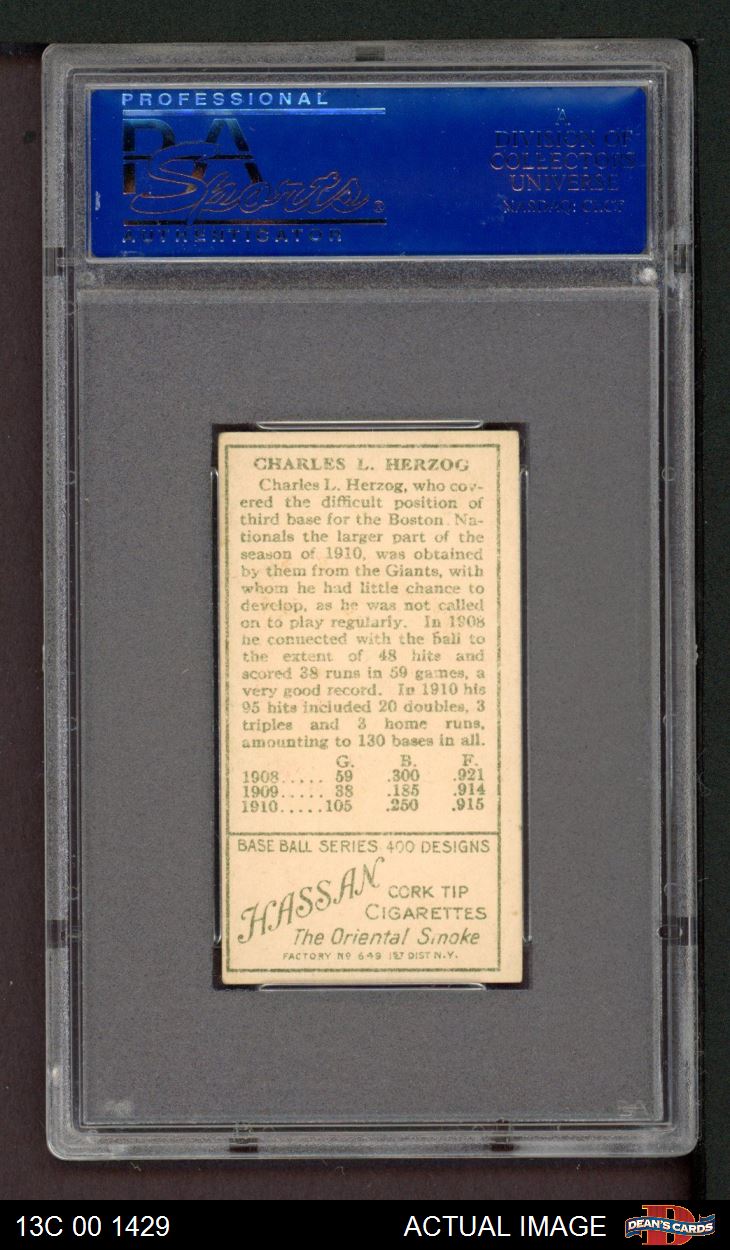 PROFESSIONAL
PSA
Sports®
AUTHENTICATOR
A
DIVISION OF
COLLECTORS
UNIVERSE
NASDAQ: CLCT
CHARLES L. HERZOG
Charles L. Herzog, who cov-
ered the difficult position of
third base for the Boston Na-
tionals the larger part of the
season of 1910, was obtained
by them from the Giants, with
whom he had little chance to
develop, as he was not called
on to play regularly. In 1908
he connected with the ball to
the extent of 48 hits and
scored 38 runs in 59 games, a
very good record. In 1910 his
95 hits included 20 doubles, 3
triples and 3 home runs,
amounting to 130 bases in all.
G. B. F.
1908..... 59 .300 .921
1909..... 38 .185 .914
1910.....105 .250 .915
BASE BALL SERIES 400 DESIGNS
HASSAN
CORK TIP
CIGARETTES
The Oriental Smoke
FACTORY No 649 1ST DIST N.Y.
13C 00 1429 ACTUAL IMAGE DEAN'S CARDS